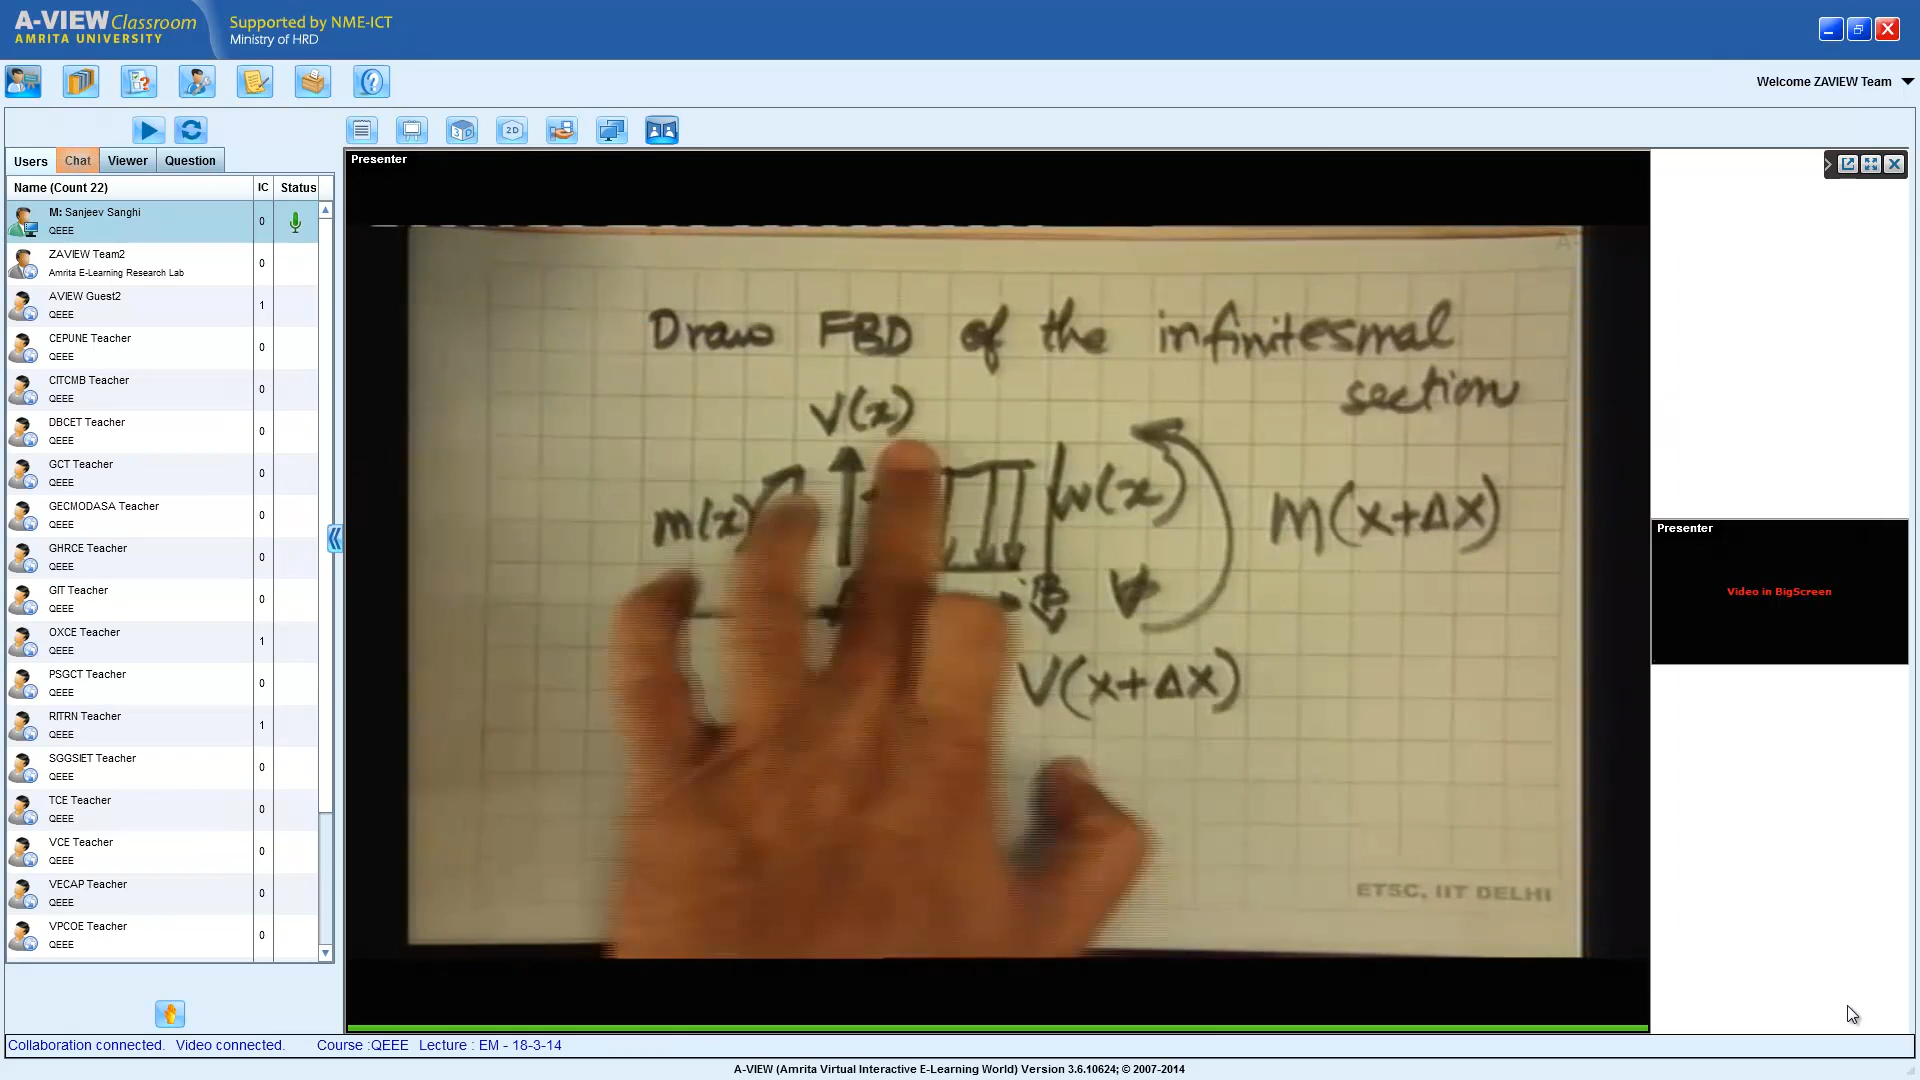 A-VIEW Classroom
AMRITA UNIVERSITY
Supported by NME-ICT
Ministry of HRD
Welcome ZAVIEW Team
3D
2D
Users Chat Viewer Question
Name (Count 22) IC Status
M: Sanjeev Sanghi
QEEE
0
ZAVIEW Team2
Amrita E-Learning Research Lab
0
AVIEW Guest2
QEEE
1
CEPUNE Teacher
QEEE
0
CITCMB Teacher
QEEE
0
DBCET Teacher
QEEE
0
GCT Teacher
QEEE
0
GECMODASA Teacher
QEEE
0
GHRCE Teacher
QEEE
0
GIT Teacher
QEEE
0
OXCE Teacher
QEEE
1
PSGCT Teacher
QEEE
0
RITRN Teacher
QEEE
1
SGGSIET Teacher
QEEE
0
TCE Teacher
QEEE
0
VCE Teacher
QEEE
0
VECAP Teacher
QEEE
0
VPCOE Teacher
QEEE
0
Presenter
Draw FBD of the infinitesmal
section
V(x)
M(x)
W(x)
M(x+Δx)
B
V(x+Δx)
ETSC, IIT DELHI
Presenter
Video in BigScreen
Collaboration connected. Video connected. Course :QEEE Lecture : EM - 18-3-14
A-VIEW (Amrita Virtual Interactive E-Learning World) Version 3.6.10624; © 2007-2014